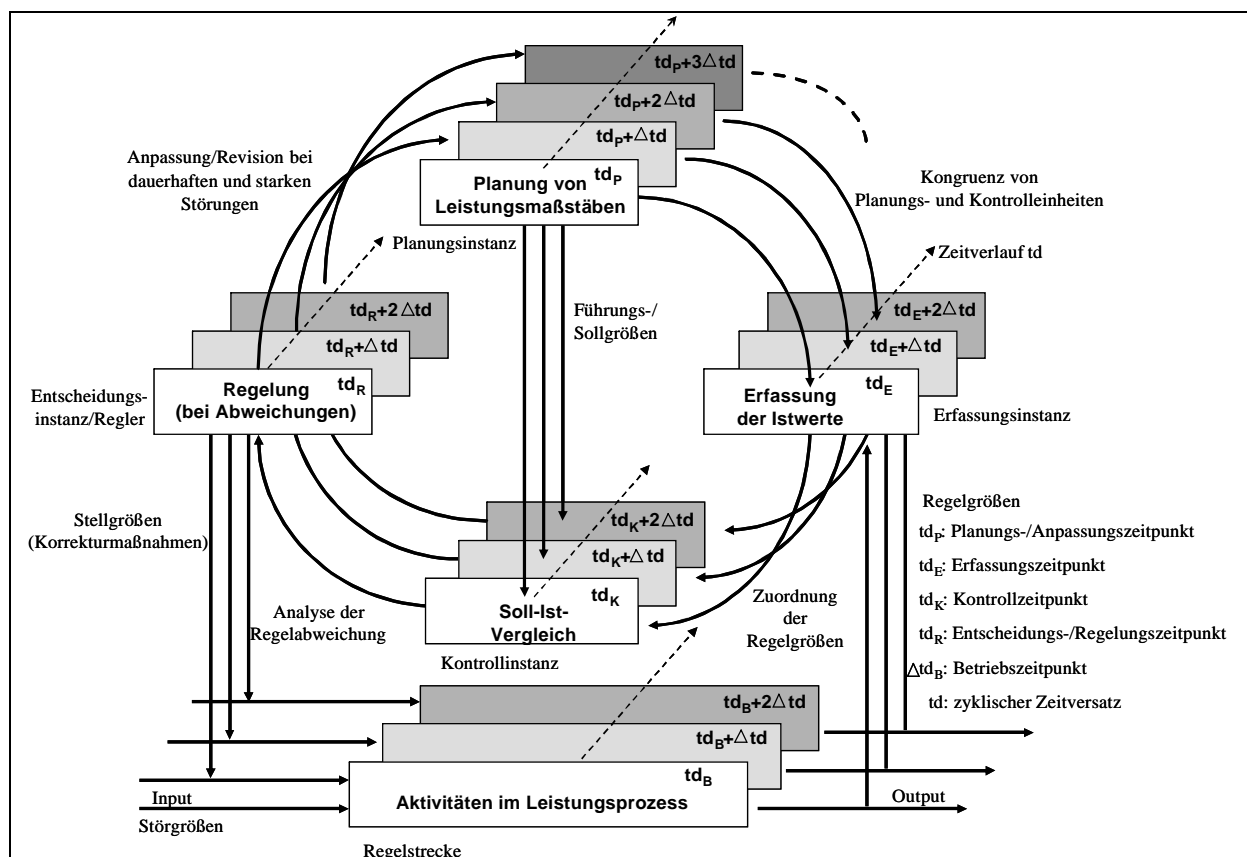 td_P+3△td
td_P+2△td
td_P+△td
td_P
Planung von
Leistungsmaßstäben
Anpassung/Revision bei
dauerhaften und starken
Störungen
Kongruenz von
Planungs- und Kontrolleinheiten
Planungsinstanz
Zeitverlauf td
td_R+2△td
td_R+△td
td_R
Regelung
(bei Abweichungen)
Führungs-/
Sollgrößen
td_E+2△td
td_E+△td
td_E
Erfassung
der Istwerte
Entscheidungs-
instanz/Regler
Erfassungsinstanz
Stellgrößen
(Korrekturmaßnahmen)
td_K+2△td
td_K+△td
td_K
Soll-Ist-
Vergleich
Analyse der
Regelabweichung
Kontrollinstanz
Zuordnung
der
Regelgrößen
Regelgrößen
td_P: Planungs-/Anpassungszeitpunkt
td_E: Erfassungszeitpunkt
td_K: Kontrollzeitpunkt
td_R: Entscheidungs-/Regelungszeitpunkt
△td_B: Betriebszeitpunkt
td: zyklischer Zeitversatz
td_B+2△td
td_B+△td
td_B
Aktivitäten im Leistungsprozess
Input
Störgrößen
Output
Regelstrecke